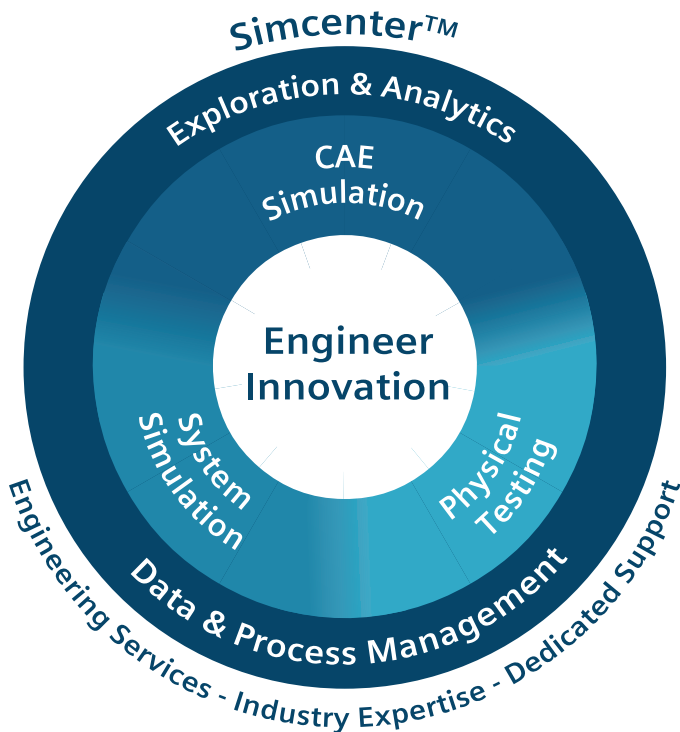 Simcenter™
Exploration & Analytics
CAE
Simulation
Engineer
Innovation
System
Simulation
Physical
Testing
Data & Process Management
Engineering Services - Industry Expertise - Dedicated Support